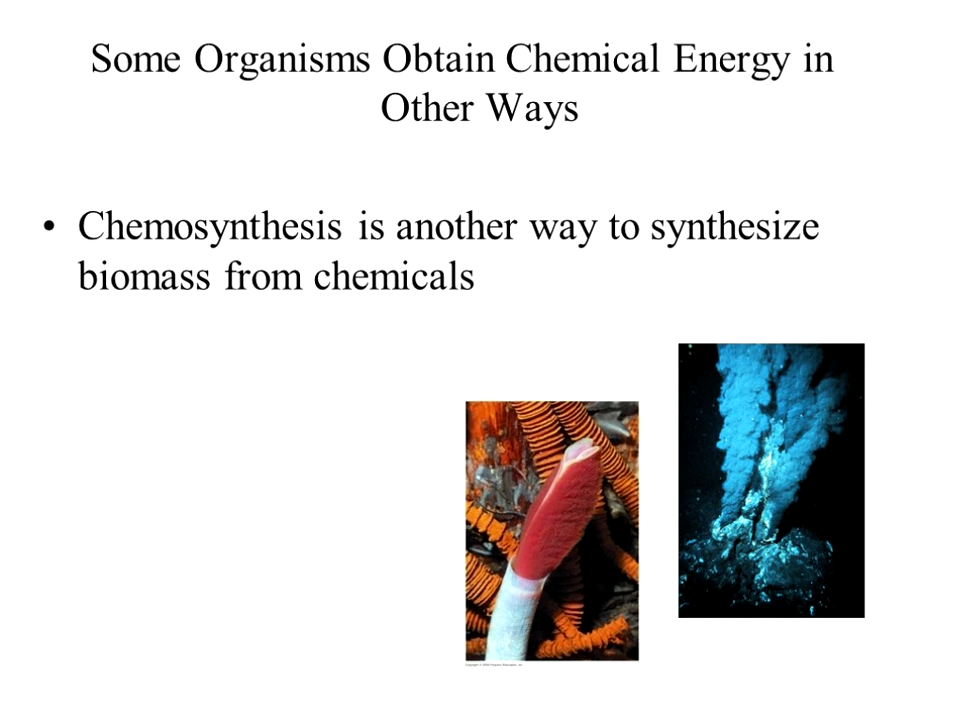 Some Organisms Obtain Chemical Energy in
Other Ways
• Chemosynthesis is another way to synthesize
biomass from chemicals